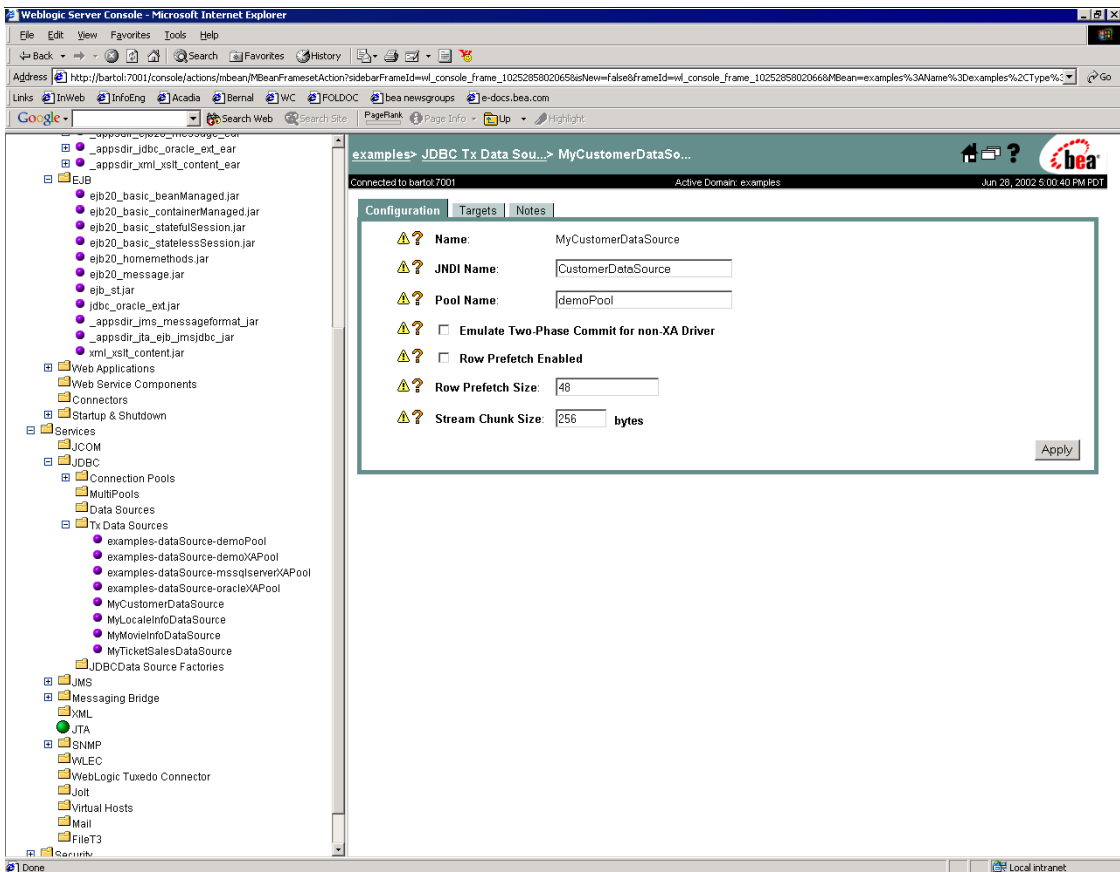 Weblogic Server Console - Microsoft Internet Explorer
File Edit View Favorites Tools Help
Back Search Favorites History
Address http://bartol:7001/console/actions/mbean/MBeanFramesetAction?sidebarFrameId=wl_console_frame_1025285802065&isNew=false&frameId=wl_console_frame_1025285802066&MBean=examples%3AName%3Dexamples%2CType%3 Go
Links InWeb InfoEng Acadia Bernal WC FOLDOC bea newsgroups e-docs.bea.com
Google Search Web Search Site PageRank Page Info Up Highlight
_appsdir_ejb20_message_ear
_appsdir_jdbc_oracle_ext_ear
_appsdir_xml_xslt_content_ear
EJB
ejb20_basic_beanManaged.jar
ejb20_basic_containerManaged.jar
ejb20_basic_statefulSession.jar
ejb20_basic_statelessSession.jar
ejb20_homemethods.jar
ejb20_message.jar
ejb_st.jar
jdbc_oracle_ext.jar
_appsdir_jms_messageformat_jar
_appsdir_jta_ejb_jmsjdbc_jar
xml_xslt_content.jar
Web Applications
Web Service Components
Connectors
Startup & Shutdown
Services
JCOM
JDBC
Connection Pools
MultiPools
Data Sources
Tx Data Sources
examples-dataSource-demoPool
examples-dataSource-demoXAPool
examples-dataSource-mssqlserverXAPool
examples-dataSource-oracleXAPool
MyCustomerDataSource
MyLocaleInfoDataSource
MyMovieInfoDataSource
MyTicketSalesDataSource
JDBCData Source Factories
JMS
Messaging Bridge
XML
JTA
SNMP
WLEC
WebLogic Tuxedo Connector
Jolt
Virtual Hosts
Mail
FileT3
Security
examples> JDBC Tx Data Sou...> MyCustomerDataSo...
? bea
Connected to bartol:7001 Active Domain: examples Jun 28, 2002 5:00:40 PM PDT
Configuration Targets Notes
? Name: MyCustomerDataSource
? JNDI Name: CustomerDataSource
? Pool Name: demoPool
? Emulate Two-Phase Commit for non-XA Driver
? Row Prefetch Enabled
? Row Prefetch Size: 48
? Stream Chunk Size: 256 bytes
Apply
Done Local intranet